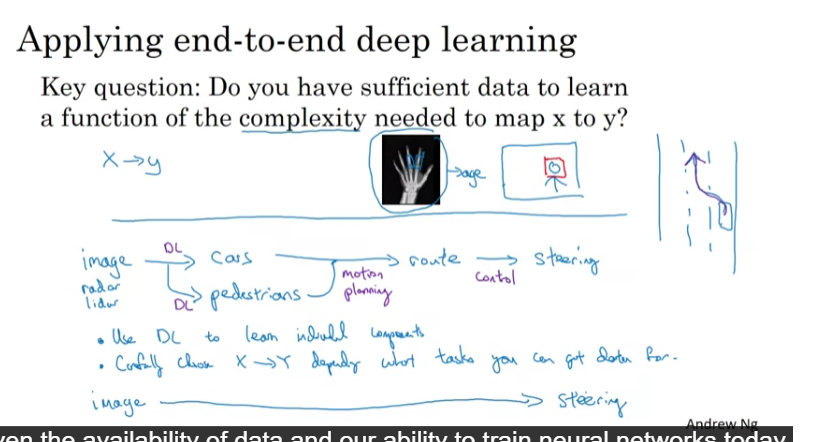 Applying end-to-end deep learning
Key question: Do you have sufficient data to learn
a function of the complexity needed to map x to y?
X → y
→ age
image DL → cars → route → steering
radar
lidar
DL → pedestrians
motion
planning
control
• Use DL to learn individual components
• Carefully choose X → Y depending what tasks you can get data for.
image → steering
Andrew Ng
the availability of data and our ability to train neural networks today